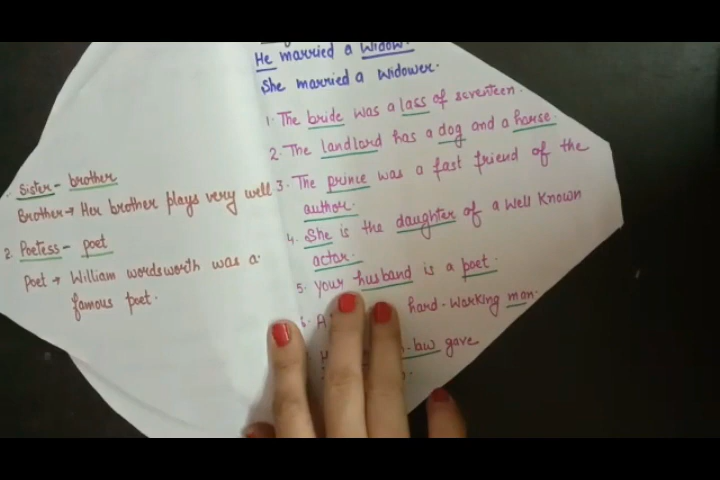 Sister - brother
Brother → Her brother plays very well
2. Poetess - poet
Poet → William wordsworth was a
famous poet.
He married a widow.
She married a widower.
1. The bride was a lass of seventeen.
2. The landlord has a dog and a horse.
3. The prince was a fast friend of the
author.
4. She is the daughter of a well known
actor.
5. Your husband is a poet.
6. A hard-working man.
-law gave